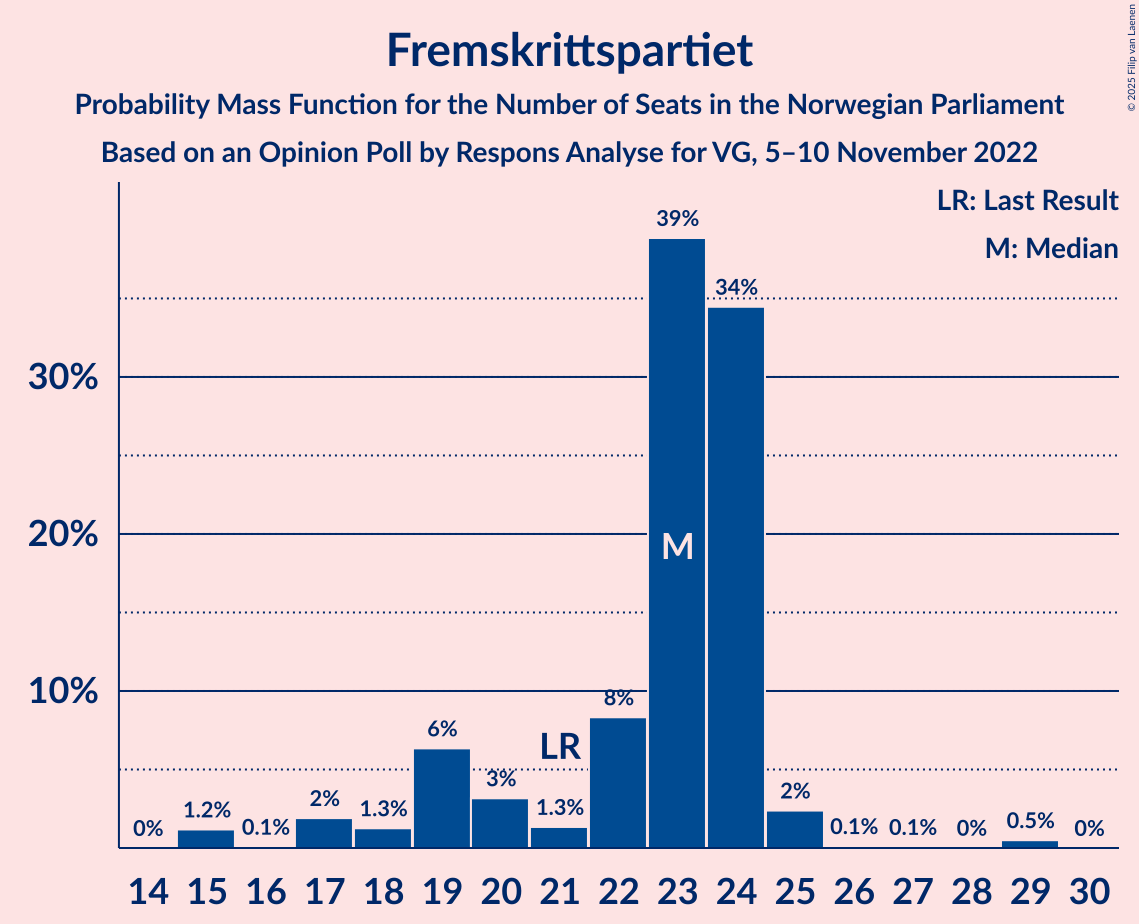 Fremskrittspartiet
Probability Mass Function for the Number of Seats in the Norwegian Parliament
Based on an Opinion Poll by Respons Analyse for VG, 5–10 November 2022
© 2025 Filip van Laenen
LR: Last Result
M: Median
39%
34%
30%
20%
M
10%
8%
6%
LR
3%
2%
2%
1.2%
1.3%
1.3%
0%
0.1%
0.1%
0.1%
0%
0.5%
0%
14 15 16 17 18 19 20 21 22 23 24 25 26 27 28 29 30